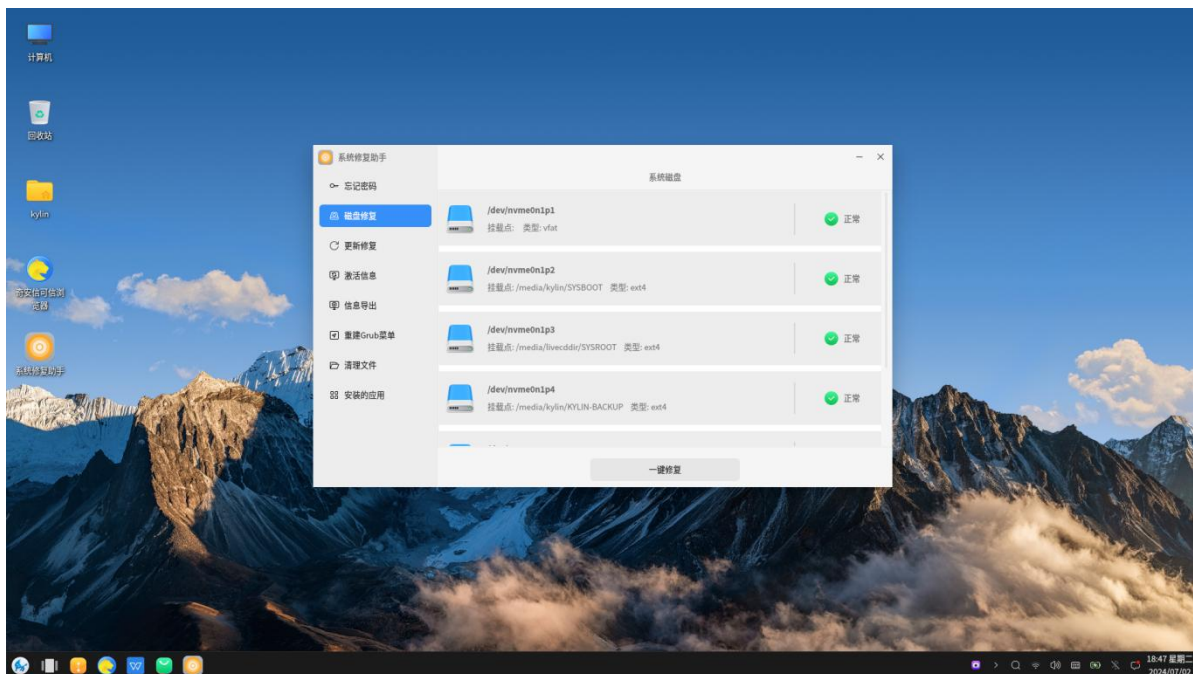 计算机
回收站
kylin
奇安信可信浏
览器
系统修复助手
系统修复助手
忘记密码
磁盘修复
更新修复
激活信息
信息导出
重建Grub菜单
清理文件
安装的应用
系统磁盘
/dev/nvme0n1p1
挂载点: 类型: vfat
正常
/dev/nvme0n1p2
挂载点: /media/kylin/SYSBOOT 类型: ext4
正常
/dev/nvme0n1p3
挂载点: /media/livecddir/SYSROOT 类型: ext4
正常
/dev/nvme0n1p4
挂载点: /media/kylin/KYLIN-BACKUP 类型: ext4
正常
一键修复
18:47 星期二
2024/07/02